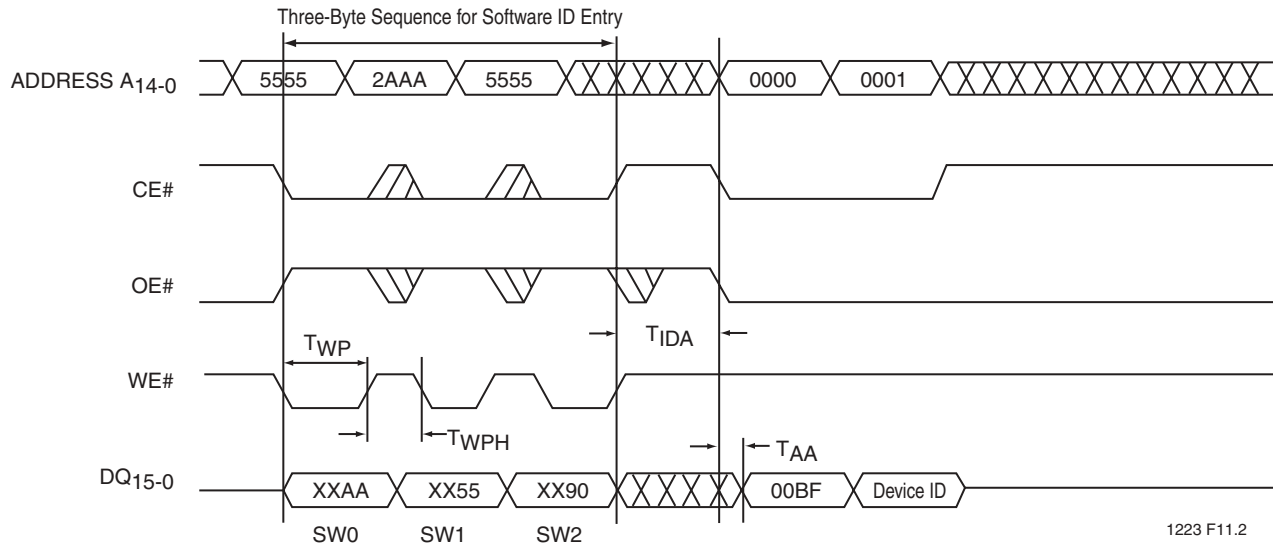 Three-Byte Sequence for Software ID Entry
ADDRESS A14-0
5555 2AAA 5555 0000 0001
CE#
OE#
TWP
TIDA
WE#
TWPH
TAA
DQ15-0
XXAA XX55 XX90 00BF Device ID
SW0 SW1 SW2
1223 F11.2